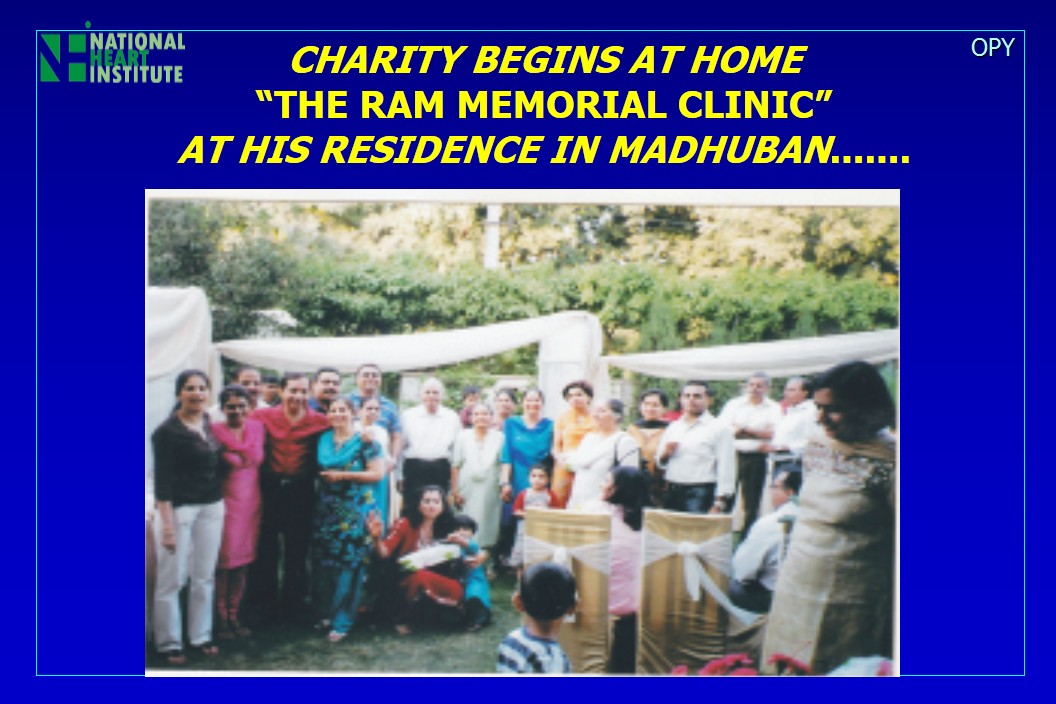 NATIONAL
HEART
INSTITUTE
OPY
CHARITY BEGINS AT HOME
“THE RAM MEMORIAL CLINIC”
AT HIS RESIDENCE IN MADHUBAN.......